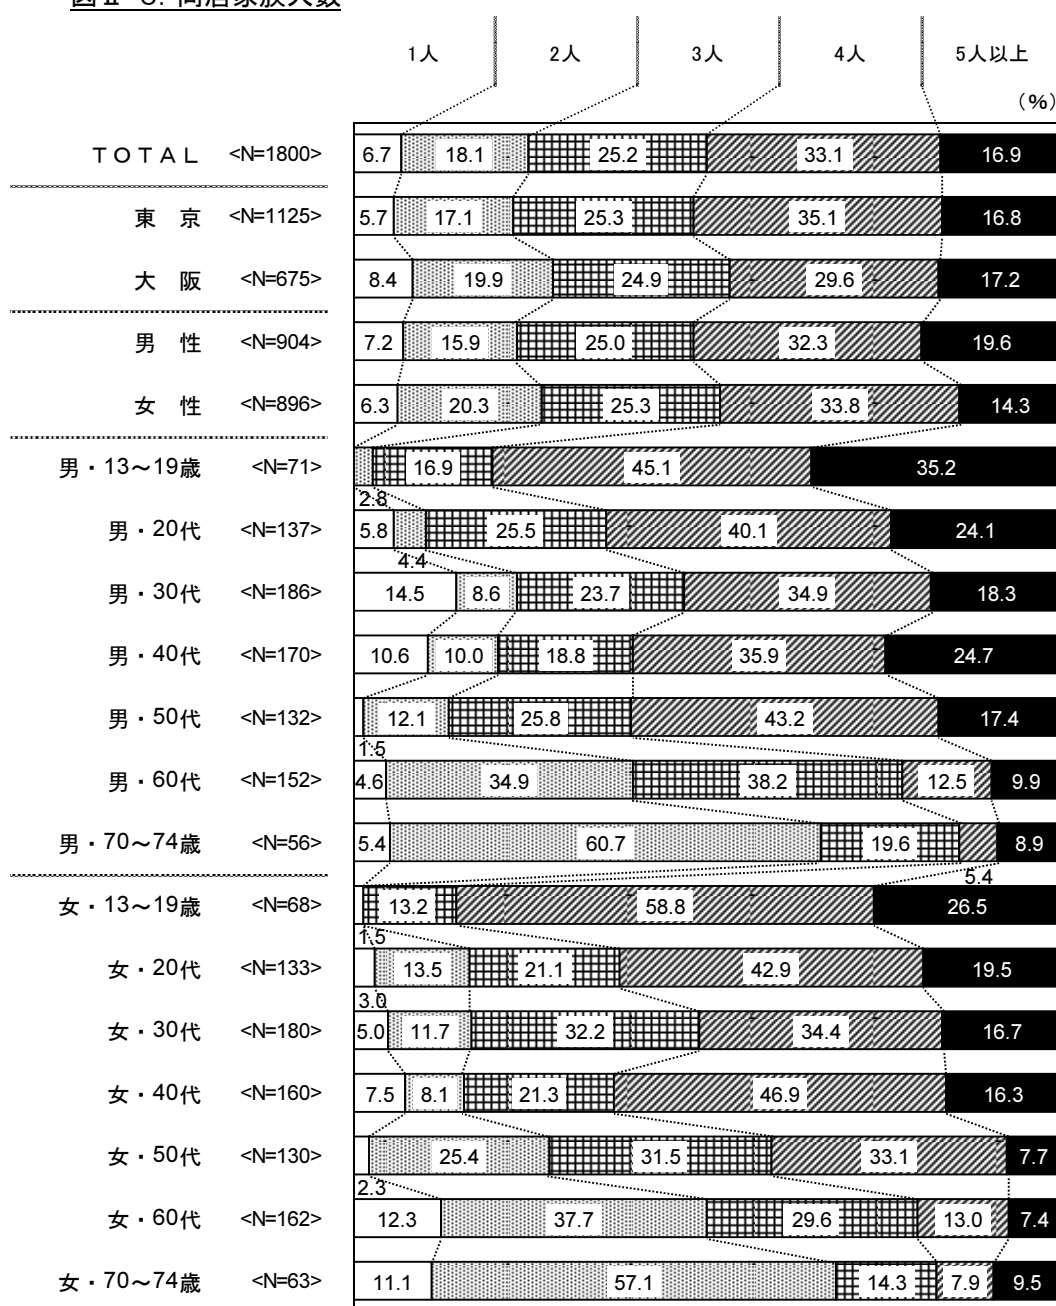 1人 2人 3人 4人 5人以上
(%)
TOTAL <N=1800> 6.7 18.1 25.2 33.1 16.9
東 京 <N=1125> 5.7 17.1 25.3 35.1 16.8
大 阪 <N=675> 8.4 19.9 24.9 29.6 17.2
男 性 <N=904> 7.2 15.9 25.0 32.3 19.6
女 性 <N=896> 6.3 20.3 25.3 33.8 14.3
男・13～19歳 <N=71> 16.9 45.1 35.2
2.8
男・20代 <N=137> 5.8 25.5 40.1 24.1
4.4
男・30代 <N=186> 14.5 8.6 23.7 34.9 18.3
男・40代 <N=170> 10.6 10.0 18.8 35.9 24.7
男・50代 <N=132> 12.1 25.8 43.2 17.4
1.5
男・60代 <N=152> 4.6 34.9 38.2 12.5 9.9
男・70～74歳 <N=56> 5.4 60.7 19.6 8.9
5.4
女・13～19歳 <N=68> 13.2 58.8 26.5
1.5
女・20代 <N=133> 13.5 21.1 42.9 19.5
3.0
女・30代 <N=180> 5.0 11.7 32.2 34.4 16.7
女・40代 <N=160> 7.5 8.1 21.3 46.9 16.3
女・50代 <N=130> 25.4 31.5 33.1 7.7
2.3
女・60代 <N=162> 12.3 37.7 29.6 13.0 7.4
女・70～74歳 <N=63> 11.1 57.1 14.3 7.9 9.5